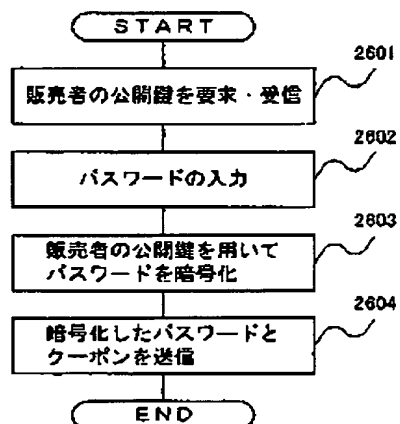 START
2601
販売者の公開鍵を要求・受信
2602
パスワードの入力
2603
販売者の公開鍵を用いて
パスワードを暗号化
2604
暗号化したパスワードと
クーポンを送信
END